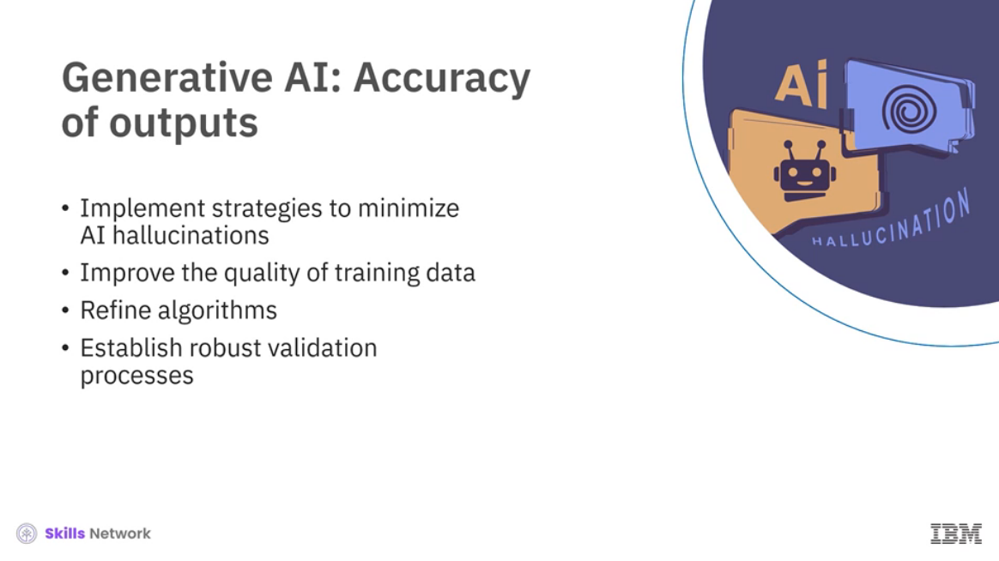 Generative AI: Accuracy
of outputs
• Implement strategies to minimize
AI hallucinations
• Improve the quality of training data
• Refine algorithms
• Establish robust validation
processes
Ai
HALLUCINATION
Skills Network
IBM